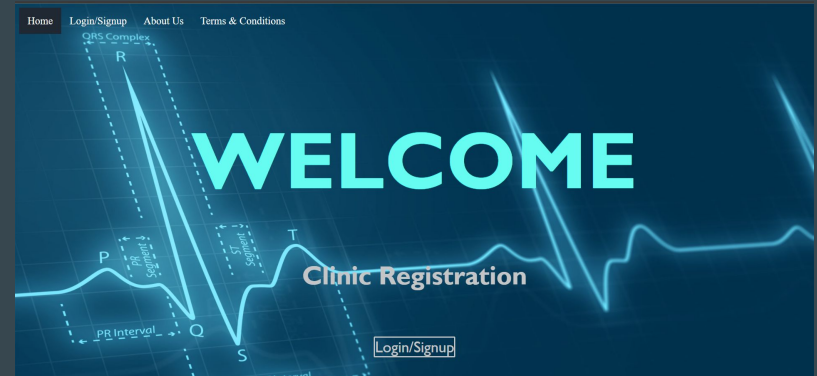 Home Login/Signup About Us Terms & Conditions
QRS Complex
R
WELCOME
T
P
PR
Segment
ST
Segment
Clinic Registration
PR Interval
Q
S
Login/Signup
Interval